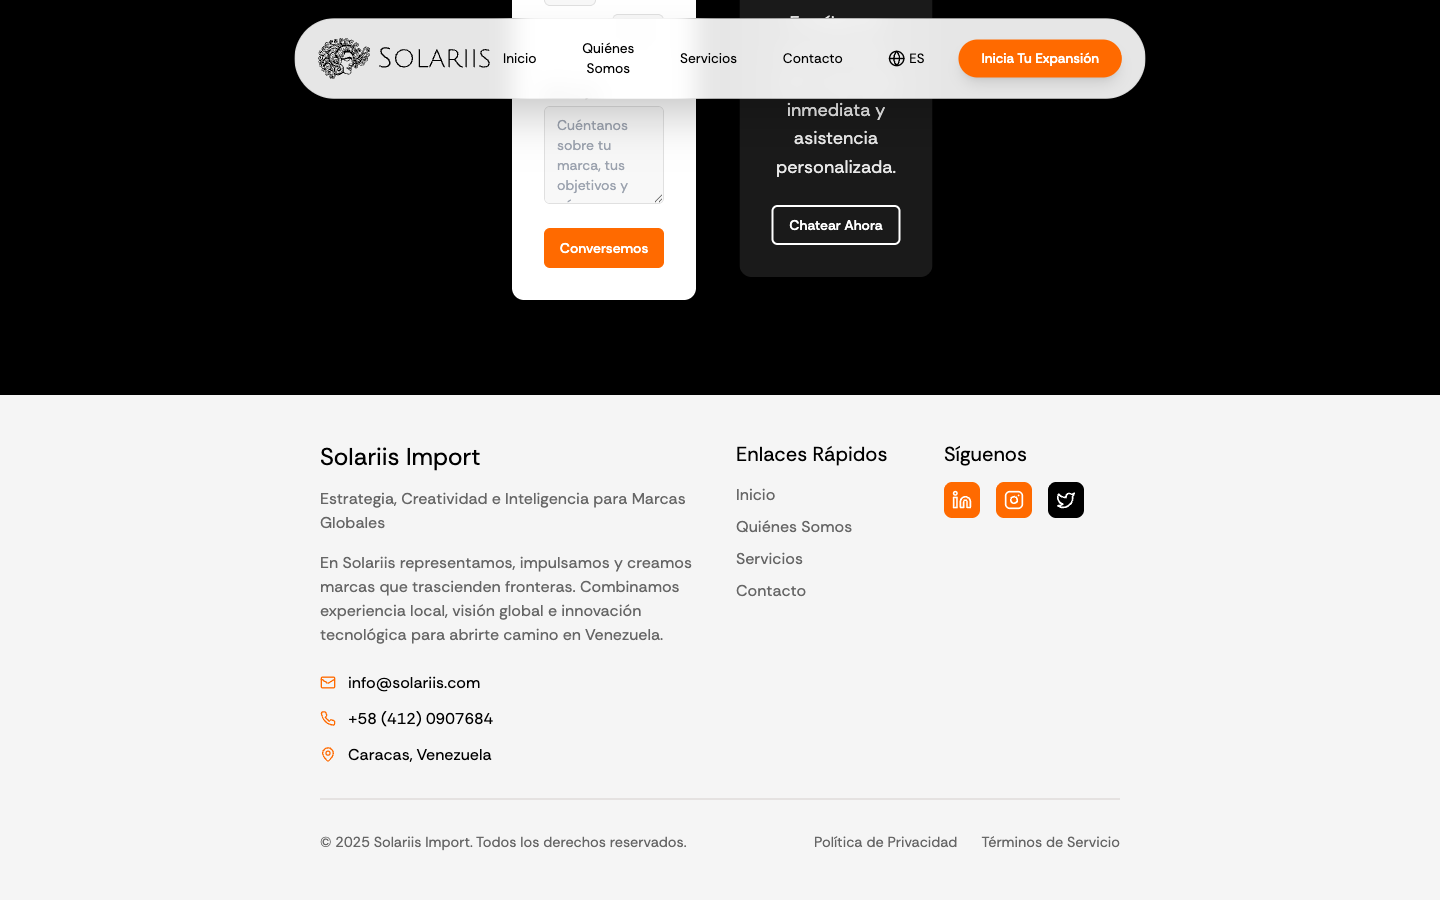 SOLARIIS
Inicio
Quiénes
Somos
Servicios
Contacto
ES
Inicia Tu Expansión
Cuéntanos
sobre tu
marca, tus
objetivos y
Conversemos
inmediata y
asistencia
personalizada.
Chatear Ahora
Solariis Import
Estrategia, Creatividad e Inteligencia para Marcas
Globales
En Solariis representamos, impulsamos y creamos
marcas que trascienden fronteras. Combinamos
experiencia local, visión global e innovación
tecnológica para abrirte camino en Venezuela.
info@solariis.com
+58 (412) 0907684
Caracas, Venezuela
Enlaces Rápidos
Inicio
Quiénes Somos
Servicios
Contacto
Síguenos
© 2025 Solariis Import. Todos los derechos reservados.
Política de Privacidad
Términos de Servicio